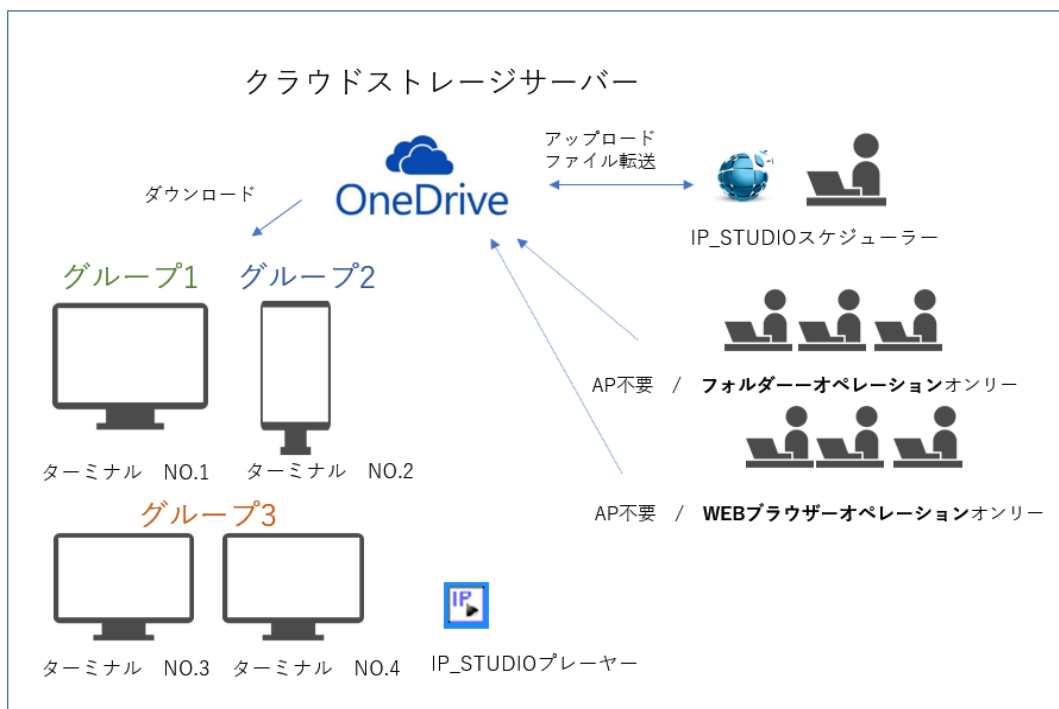 クラウドストレージサーバー
アップロード
ファイル転送
OneDrive
ダウンロード
IP_STUDIOスケジューラー
グループ1
グループ2
AP不要 / フォルダーーオペレーションオンリー
ターミナル NO.1
ターミナル NO.2
グループ3
AP不要 / WEBブラウザーオペレーションオンリー
IP
ターミナル NO.3
ターミナル NO.4
IP_STUDIOプレーヤー